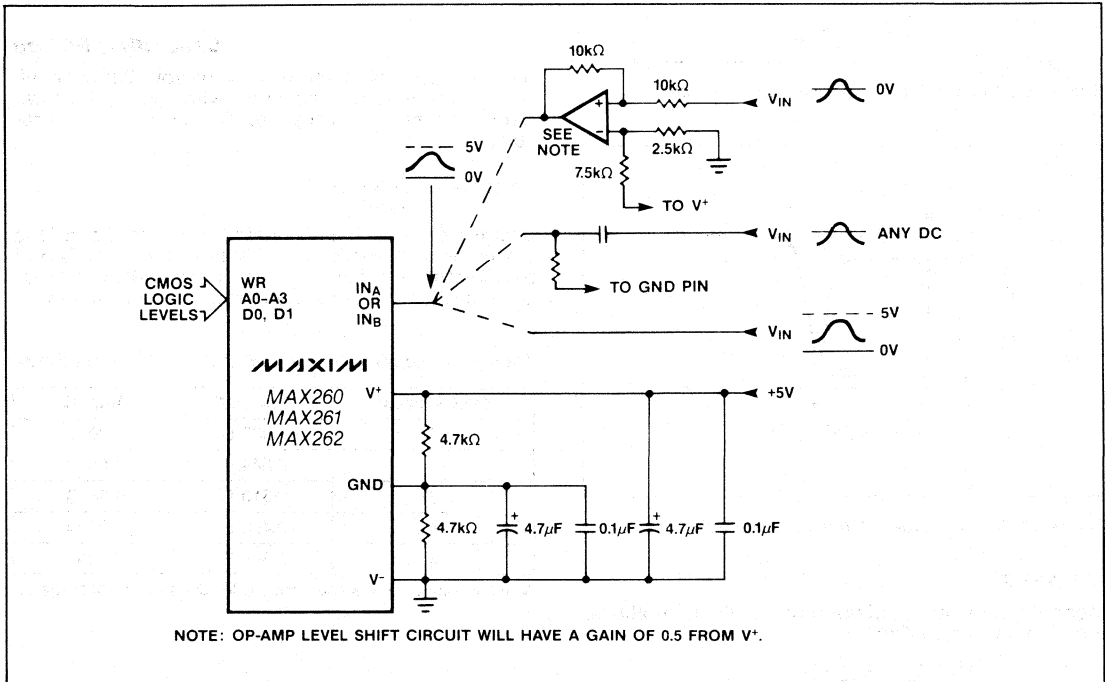 10kΩ
10kΩ
VIN
0V
+
−
SEE
NOTE
2.5kΩ
7.5kΩ
TO V+
5V
0V
VIN
ANY DC
TO GND PIN
CMOS
LOGIC
LEVELS
WR
A0–A3
D0, D1
INA
OR
INB
VIN
5V
0V
MAXIM
MAX260
MAX261
MAX262
V+
+5V
4.7kΩ
GND
4.7kΩ
+
4.7μF
0.1μF
+
4.7μF
0.1μF
V−
NOTE: OP-AMP LEVEL SHIFT CIRCUIT WILL HAVE A GAIN OF 0.5 FROM V+.